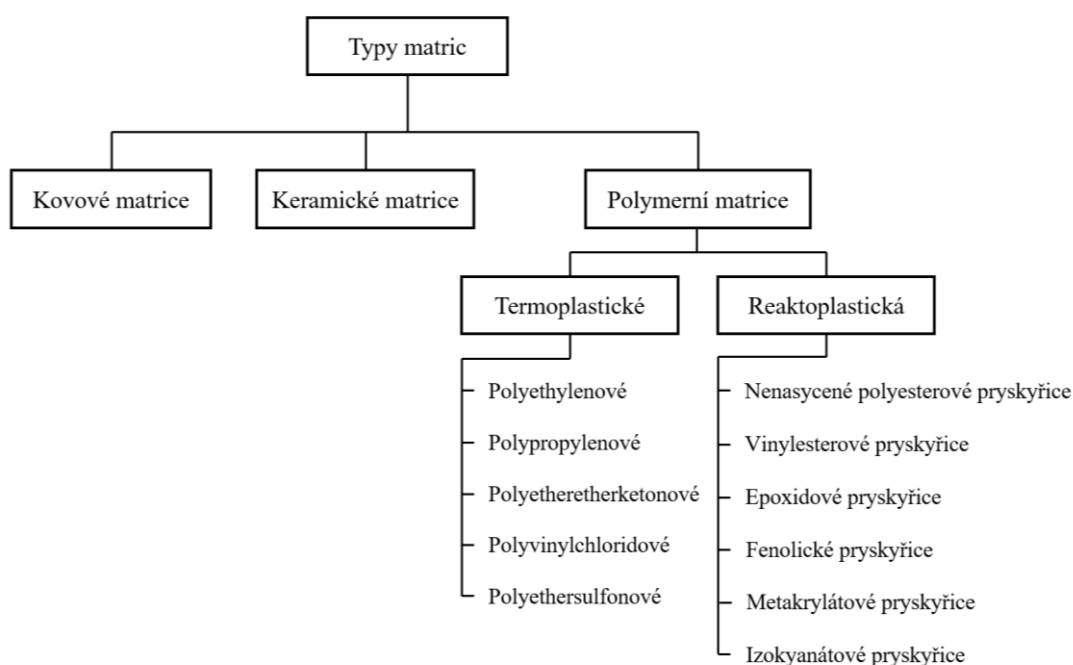 Typy matric
Kovové matrice
Keramické matrice
Polymerní matrice
Termoplastické
Reaktoplastická
Polyethylenové
Polypropylenové
Polyetheretherketonové
Polyvinylchloridové
Polyethersulfonové
Nenasycené polyesterové pryskyřice
Vinylesterové pryskyřice
Epoxidové pryskyřice
Fenolické pryskyřice
Metakrylátové pryskyřice
Izokyanátové pryskyřice